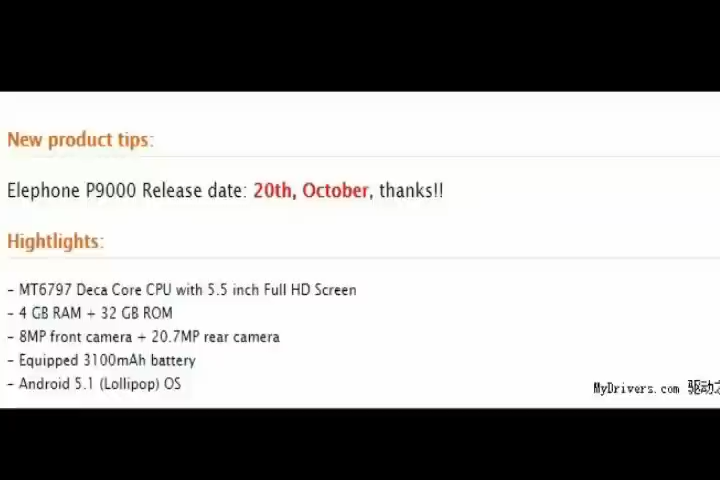 New product tips:
Elephone P9000 Release date: 20th, October, thanks!!
Hightlights:
- MT6797 Deca Core CPU with 5.5 inch Full HD Screen
- 4 GB RAM + 32 GB ROM
- 8MP front camera + 20.7MP rear camera
- Equipped 3100mAh battery
- Android 5.1 (Lollipop) OS
MyDrivers.com 驱动